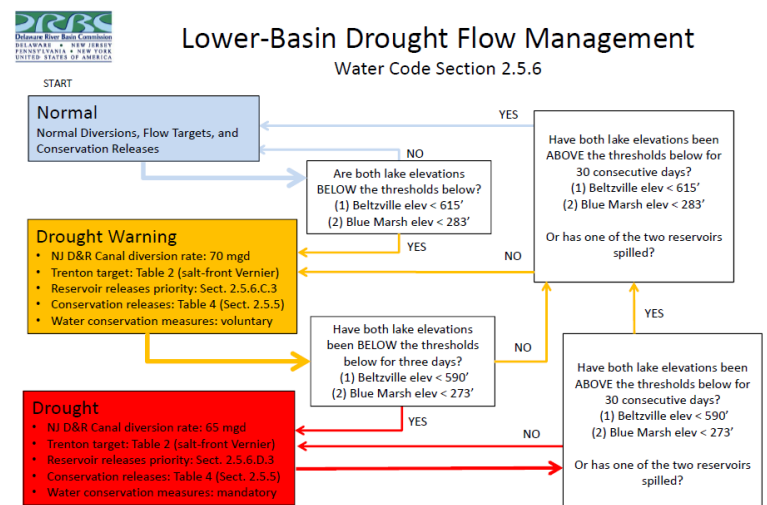 DRBC
Delaware River Basin Commission
DELAWARE • NEW JERSEY
PENNSYLVANIA • NEW YORK
UNITED STATES OF AMERICA
Lower-Basin Drought Flow Management
Water Code Section 2.5.6
START
Normal
Normal Diversions, Flow Targets, and
Conservation Releases
YES
NO
Are both lake elevations
BELOW the thresholds below?
(1) Beltzville elev < 615’
(2) Blue Marsh elev < 283’
YES
Have both lake elevations been
ABOVE the thresholds below for
30 consecutive days?
(1) Beltzville elev < 615’
(2) Blue Marsh elev < 283’
Or has one of the two reservoirs
spilled?
NO
Drought Warning
• NJ D&R Canal diversion rate: 70 mgd
• Trenton target: Table 2 (salt-front Vernier)
• Reservoir releases priority: Sect. 2.5.6.C.3
• Conservation releases: Table 4 (Sect. 2.5.5)
• Water conservation measures: voluntary
Have both lake elevations
been BELOW the thresholds
below for three days?
(1) Beltzville elev < 590’
(2) Blue Marsh elev < 273’
NO
YES
YES
Have both lake elevations been
ABOVE the thresholds below for
30 consecutive days?
(1) Beltzville elev < 590’
(2) Blue Marsh elev < 273’
Or has one of the two reservoirs
spilled?
NO
Drought
• NJ D&R Canal diversion rate: 65 mgd
• Trenton target: Table 2 (salt-front Vernier)
• Reservoir releases priority: Sect. 2.5.6.D.3
• Conservation releases: Table 4 (Sect. 2.5.5)
• Water conservation measures: mandatory